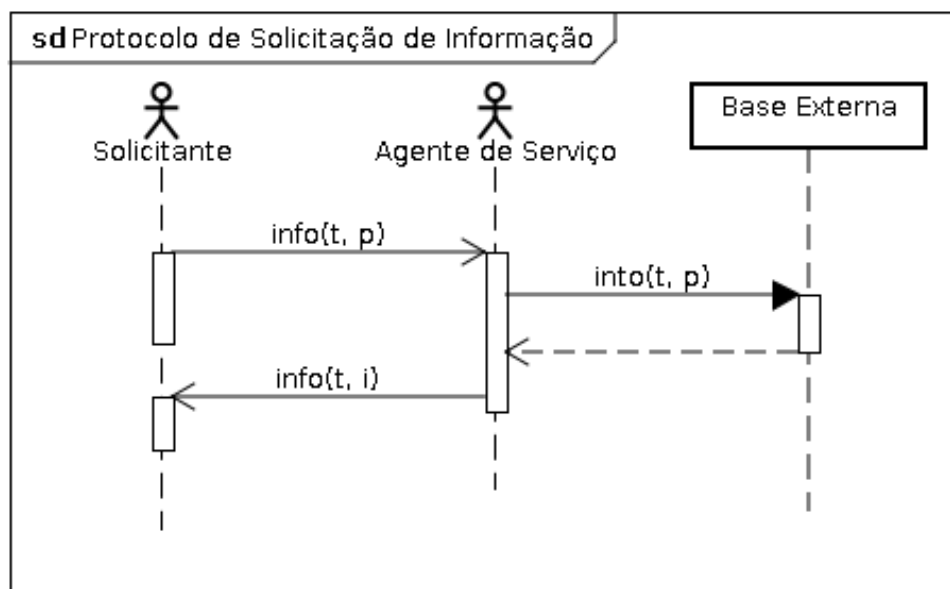 sd Protocolo de Solicitação de Informação
Solicitante
Agente de Serviço
Base Externa
info(t, p)
into(t, p)
info(t, i)